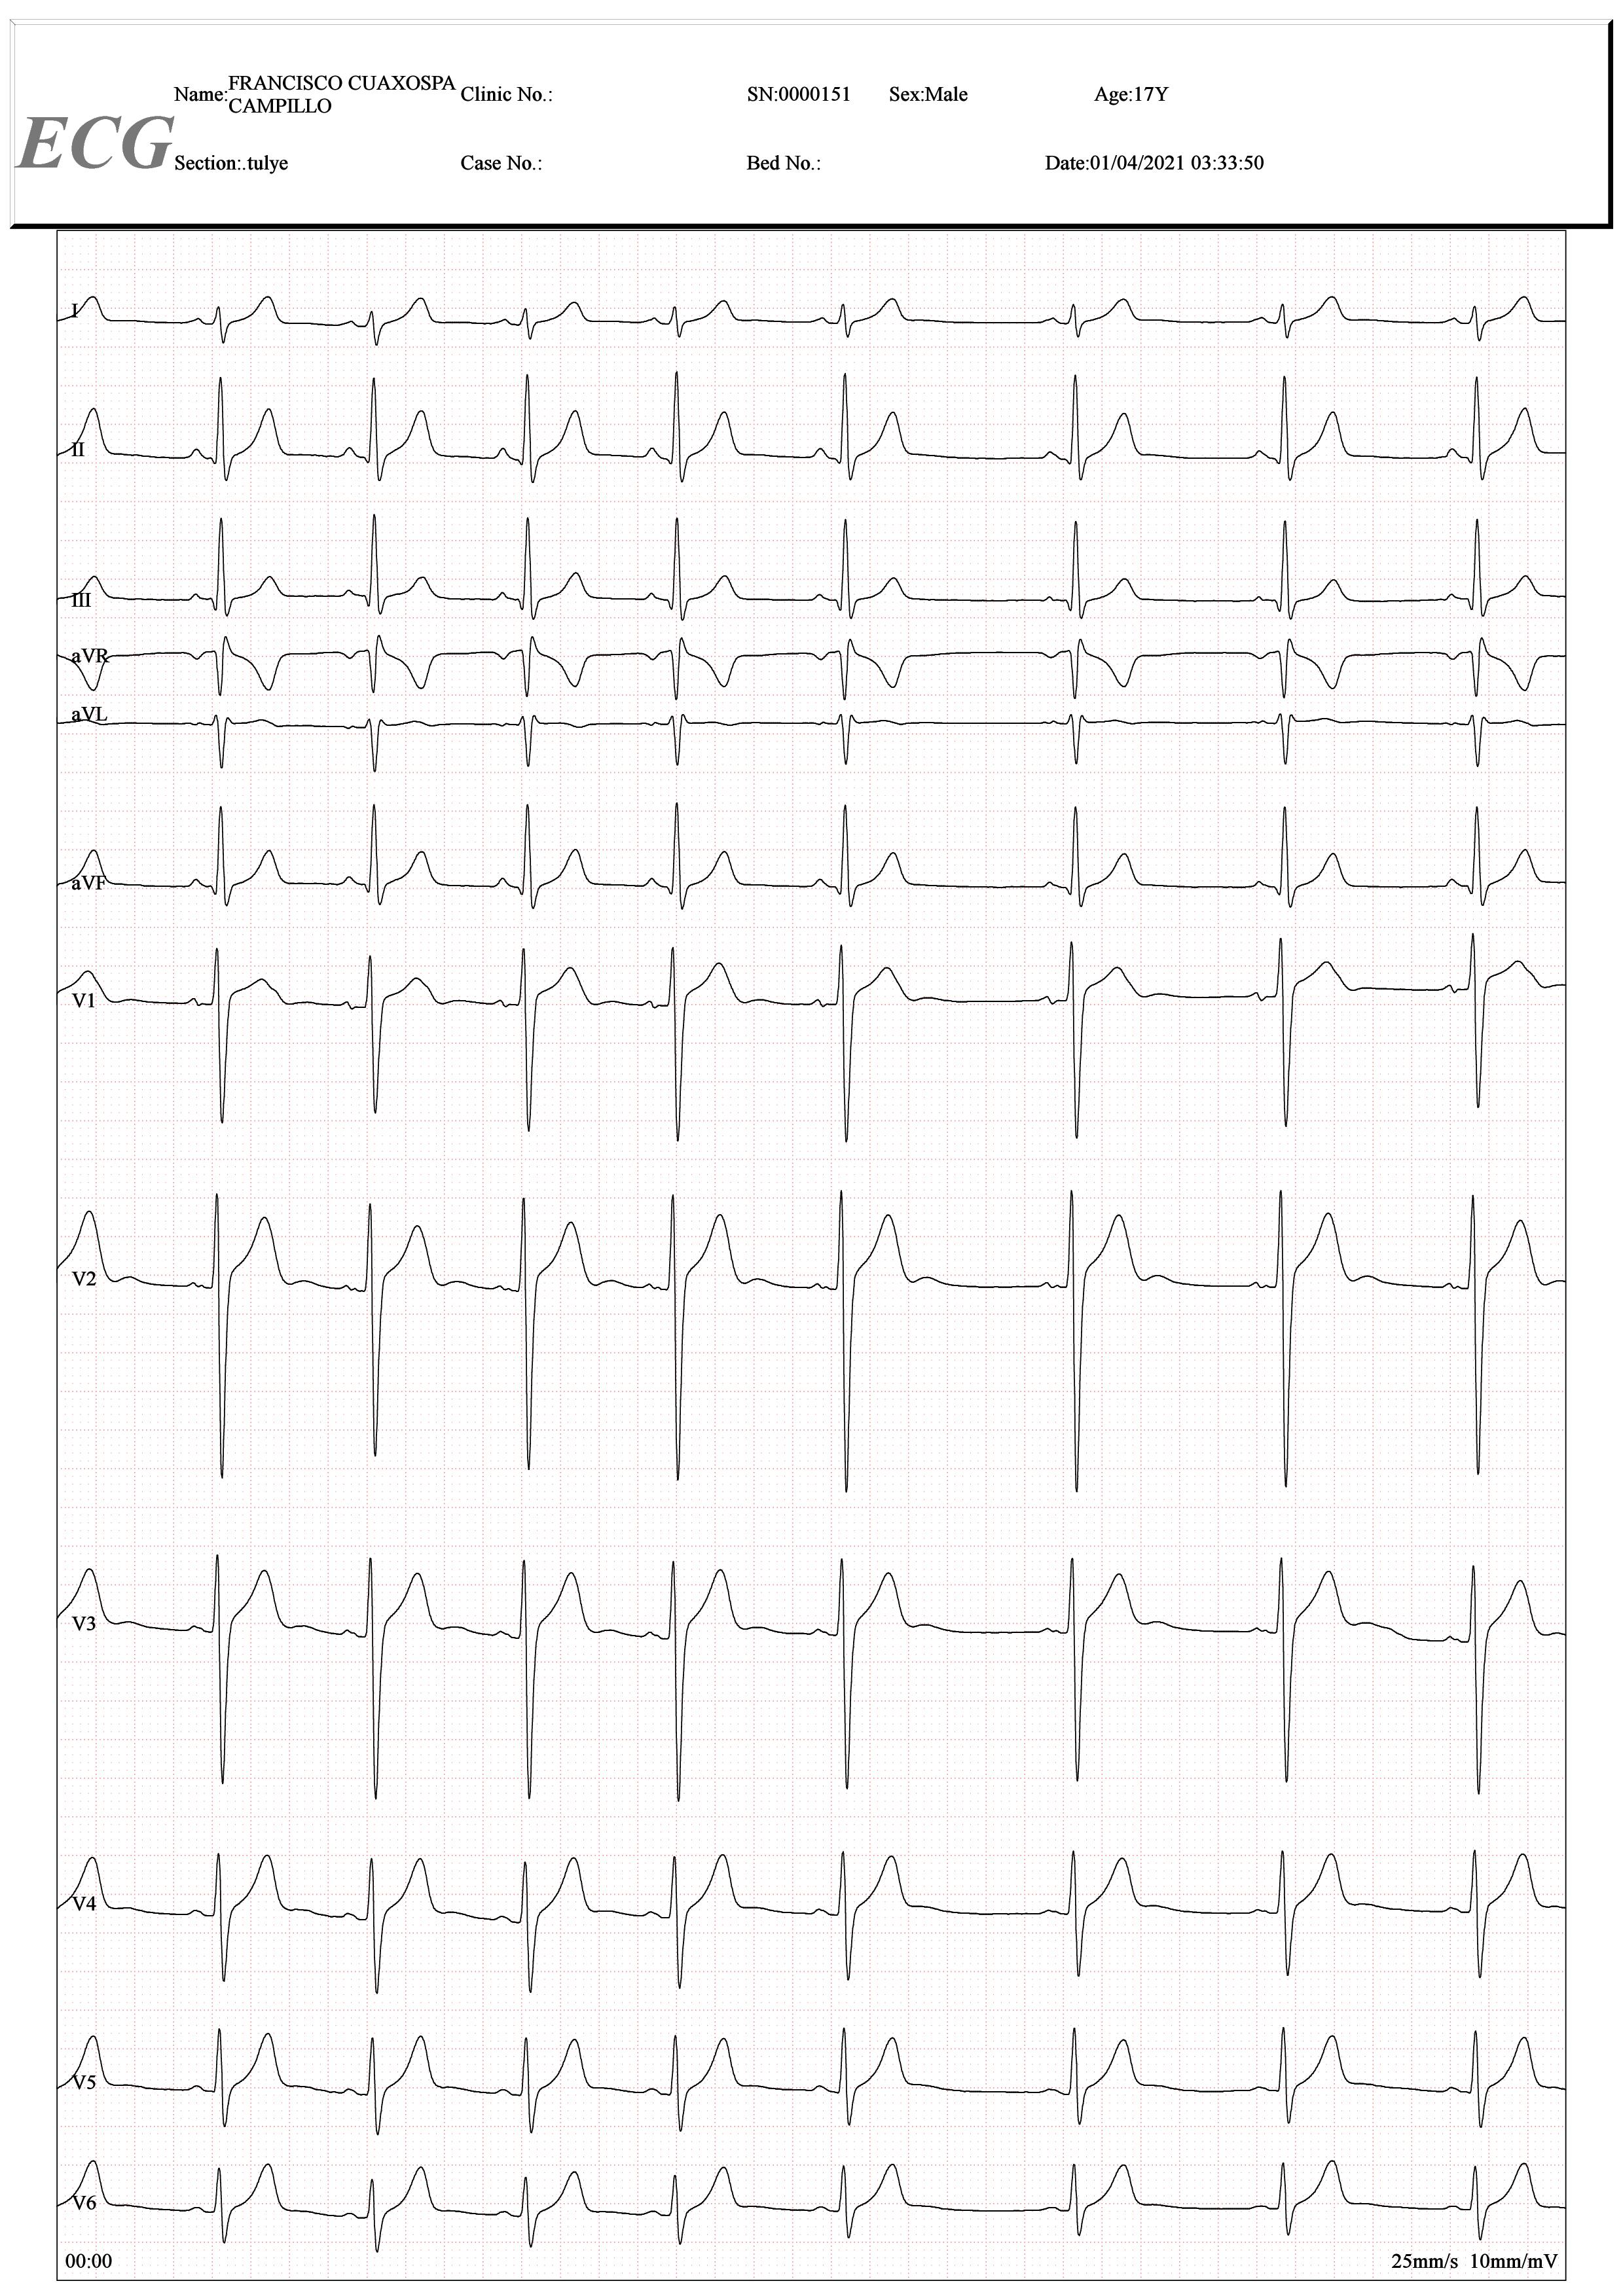 ECG
Name:FRANCISCO CUAXOSPA CAMPILLO Clinic No.: SN:0000151 Sex:Male Age:17Y
Section:.tulye Case No.: Bed No.: Date:01/04/2021 03:33:50
I
II
III
aVR
aVL
aVF
V1
V2
V3
V4
V5
V6
00:00 25mm/s 10mm/mV